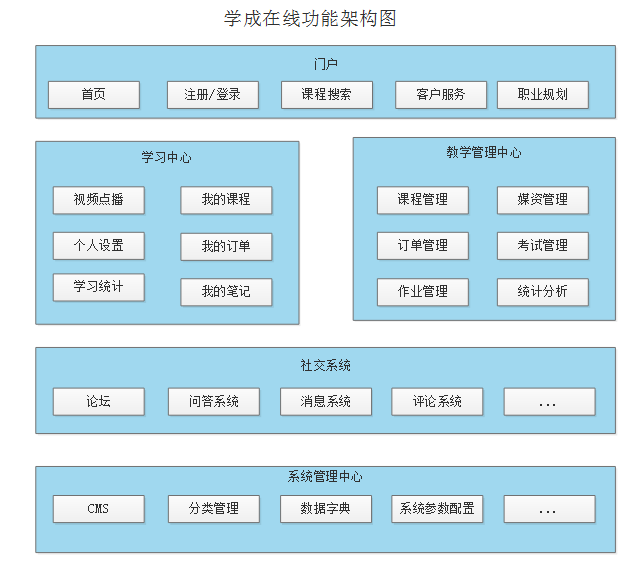 学成在线功能架构图
门户
首页
注册/登录
课程搜索
客户服务
职业规划
学习中心
视频点播
我的课程
个人设置
我的订单
学习统计
我的笔记
教学管理中心
课程管理
媒资管理
订单管理
考试管理
作业管理
统计分析
社交系统
论坛
问答系统
消息系统
评论系统
...
系统管理中心
CMS
分类管理
数据字典
系统参数配置
...